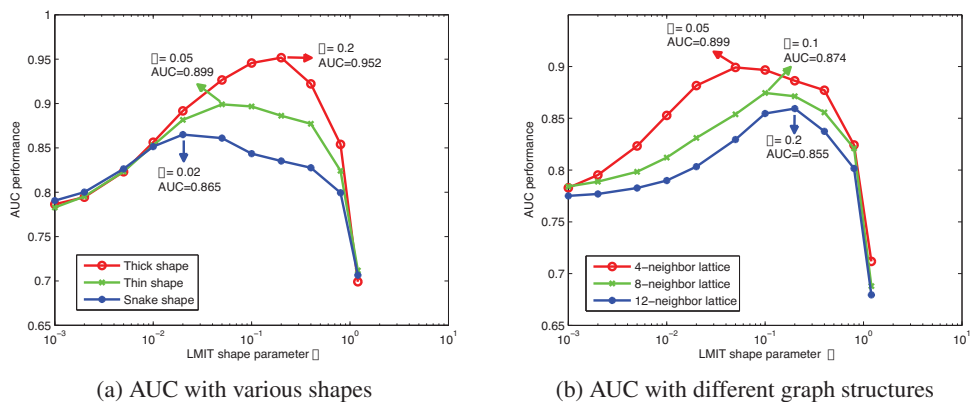 1
0.95
0.9
0.85
0.8
0.75
0.7
0.65
AUC performance
10^-3
10^-2
10^-1
10^0
10^1
LMIT shape parameter
= 0.05
AUC=0.899
= 0.2
AUC=0.952
= 0.02
AUC=0.865
Thick shape
Thin shape
Snake shape
(a) AUC with various shapes
0.9
0.85
0.8
0.75
0.7
0.65
AUC performance
10^-3
10^-2
10^-1
10^0
10^1
LMIT shape parameter
= 0.05
AUC=0.899
= 0.1
AUC=0.874
= 0.2
AUC=0.855
4-neighbor lattice
8-neighbor lattice
12-neighbor lattice
(b) AUC with different graph structures